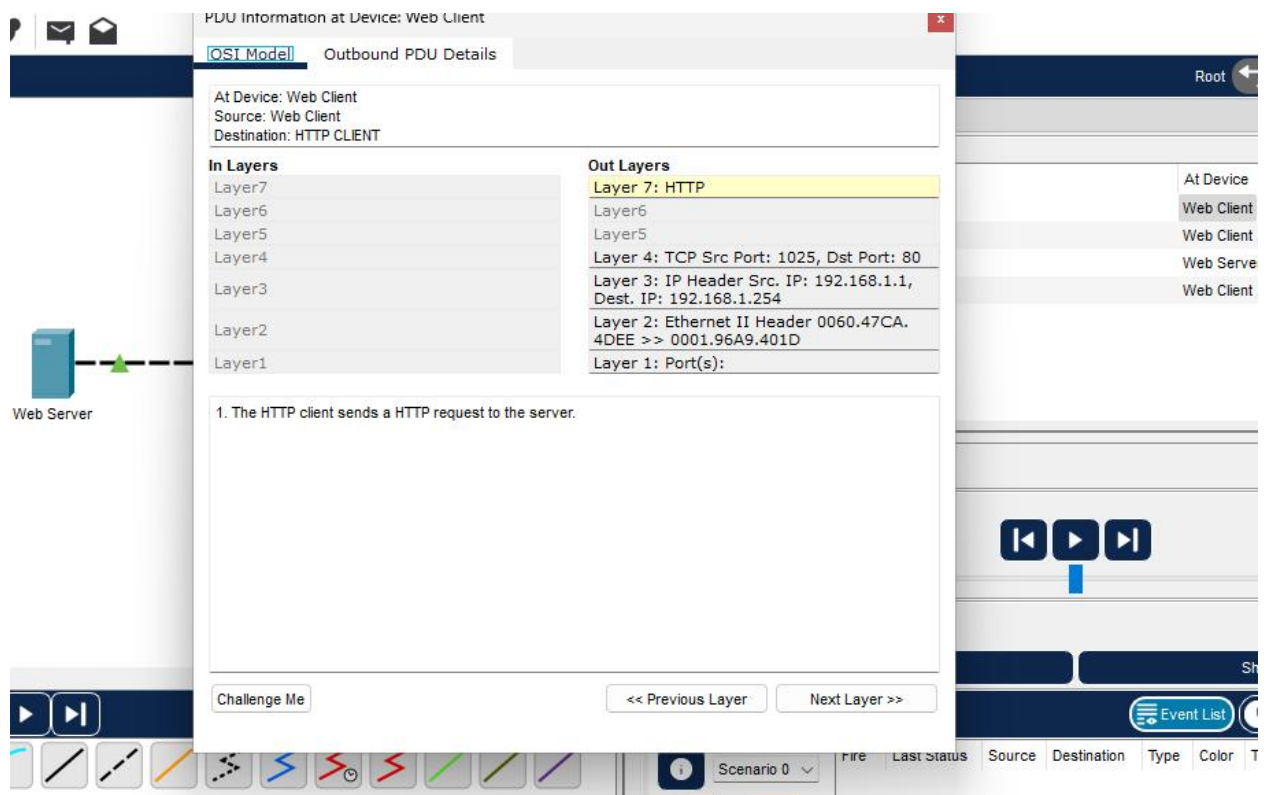 PDU Information at Device: Web Client
x
OSI Model Outbound PDU Details
Root
At Device: Web Client
Source: Web Client
Destination: HTTP CLIENT
In Layers Out Layers
Layer7 Layer 7: HTTP
Layer6 Layer6
Layer5 Layer5
Layer4 Layer 4: TCP Src Port: 1025, Dst Port: 80
Layer3 Layer 3: IP Header Src. IP: 192.168.1.1,
Dest. IP: 192.168.1.254
Layer2 Layer 2: Ethernet II Header 0060.47CA.
4DEE >> 0001.96A9.401D
Layer1 Layer 1: Port(s):
At Device
Web Client
Web Client
Web Serve
Web Client
Web Server
1. The HTTP client sends a HTTP request to the server.
Challenge Me << Previous Layer Next Layer >>
Sh
Event List
Scenario 0
Fire Last Status Source Destination Type Color T